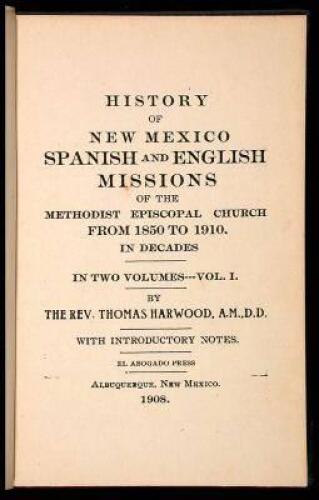 HISTORY
OF
NEW MEXICO
SPANISH AND ENGLISH
MISSIONS
OF THE
METHODIST EPISCOPAL CHURCH
FROM 1850 TO 1910.
IN DECADES
IN TWO VOLUMES---VOL. I.
BY
THE REV. THOMAS HARWOOD, A.M.,D.D.
WITH INTRODUCTORY NOTES.
EL ABOGADO PRESS
ALBUQUERQUE, NEW MEXICO.
1908.